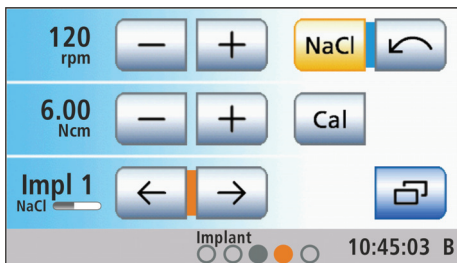 120 NaCl
rpm
6.00 Cal
Ncm
Impl 1
NaCl
Implant
10:45:03 B